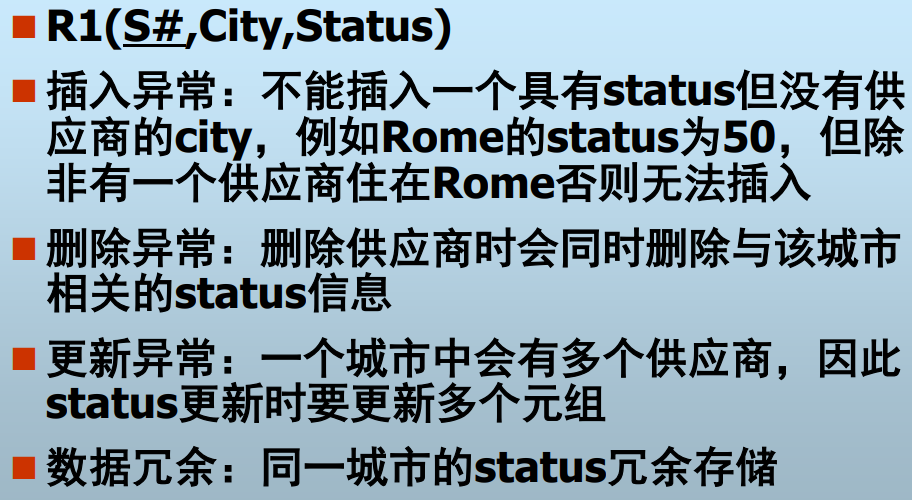 R1(S#,City,Status)
插入异常：不能插入一个具有status但没有供
应商的city，例如Rome的status为50，但除
非有一个供应商住在Rome否则无法插入
删除异常：删除供应商时会同时删除与该城市
相关的status信息
更新异常：一个城市中会有多个供应商，因此
status更新时要更新多个元组
数据冗余：同一城市的status冗余存储